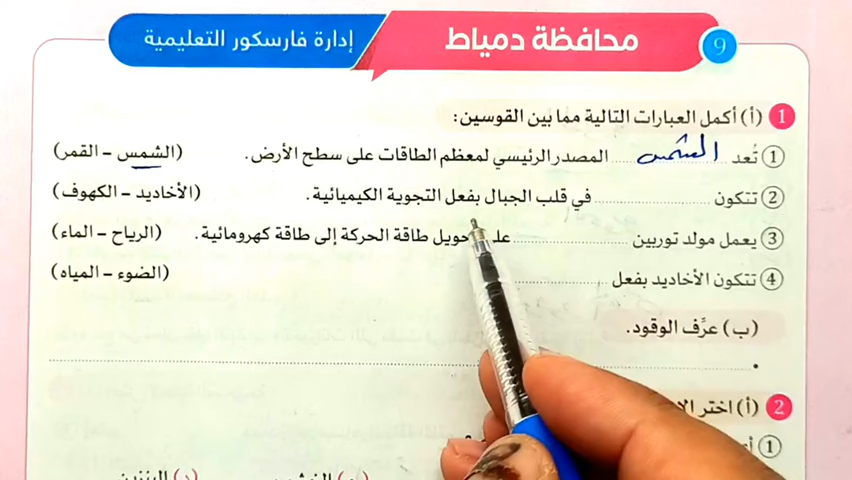 9 محافظة دمياط إدارة فارسكور التعليمية
1 (أ) أكمل العبارات التالية مما بين القوسين:
1 تُعد الشمس المصدر الرئيسي لمعظم الطاقات على سطح الأرض. (الشمس – القمر)
2 تتكون ........ في قلب الجبال بفعل التجوية الكيميائية. (الأخاديد – الكهوف)
3 يعمل مولد توربين ........ على تحويل طاقة الحركة إلى طاقة كهرومائية. (الرياح – الماء)
4 تتكون الأخاديد بفعل ........ (الضوء – المياه)
(ب) عرِّف الوقود.
2 (أ) اختر
1
(د) البنزين